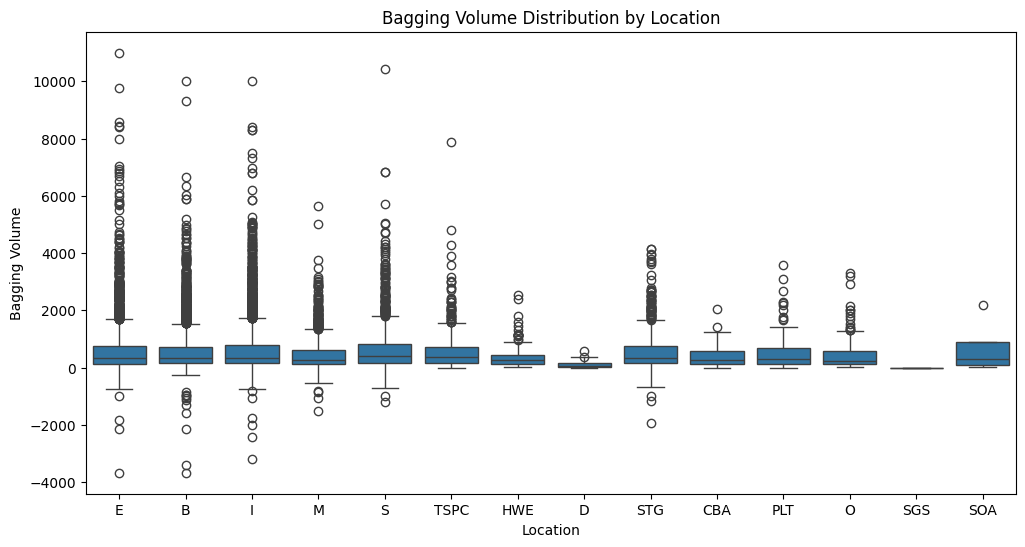 Bagging Volume Distribution by Location
Bagging Volume
10000
8000
6000
4000
2000
0
−2000
−4000
E B I M S TSPC HWE D STG CBA PLT O SGS SOA
Location